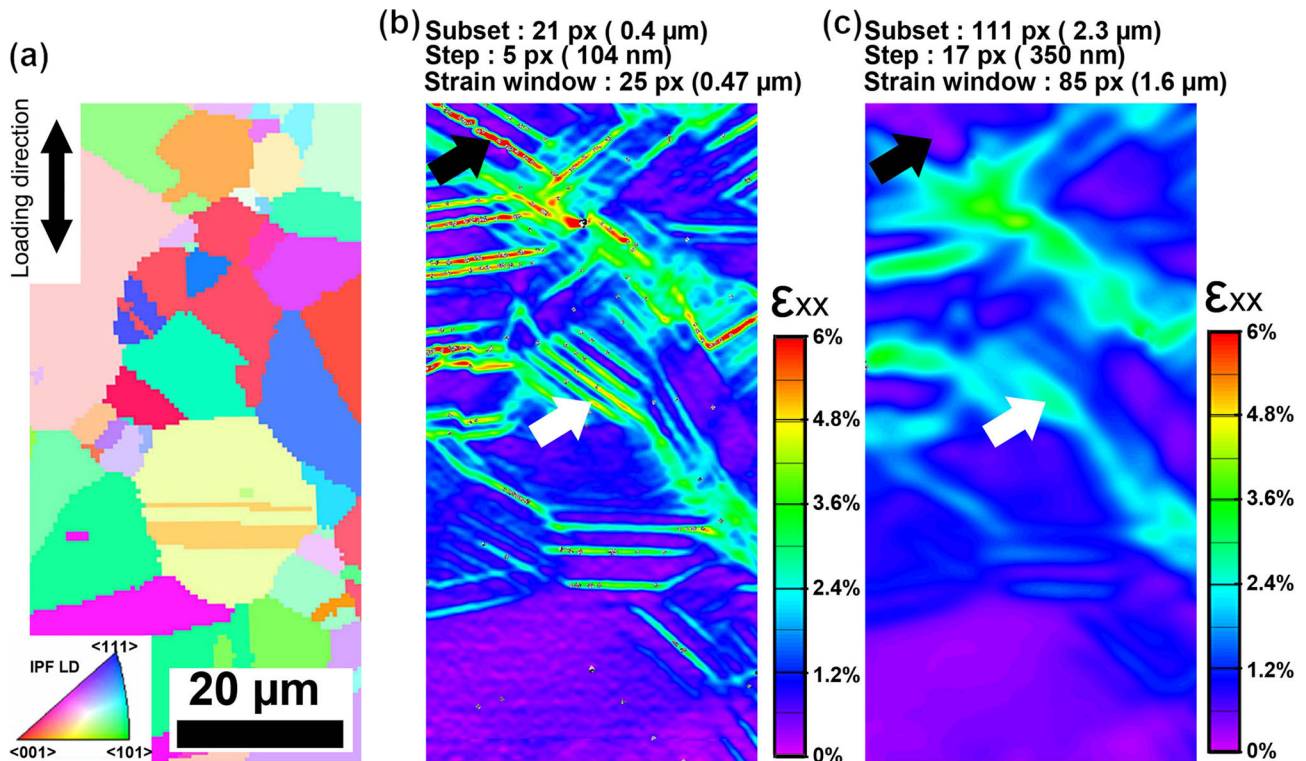 (a)
Loading direction
IPF LD
<111>
<001>
<101>
20 µm
(b)
Subset : 21 px ( 0.4 µm)
Step : 5 px ( 104 nm)
Strain window : 25 px (0.47 µm)
εxx
6%
4.8%
3.6%
2.4%
1.2%
0%
(c)
Subset : 111 px ( 2.3 µm)
Step : 17 px ( 350 nm)
Strain window : 85 px (1.6 µm)
εxx
6%
4.8%
3.6%
2.4%
1.2%
0%